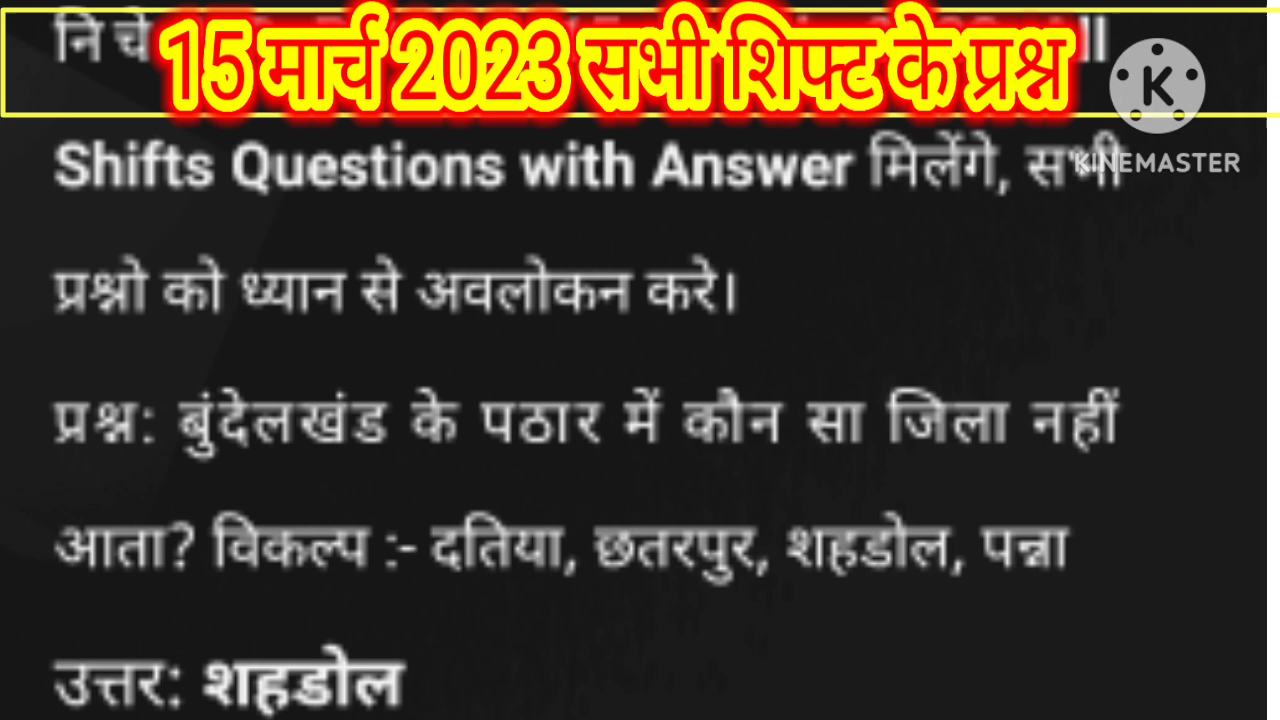 नि चे
15 मार्च 2023 सभी शिफ्ट के प्रश्न
K
KINEMASTER
Shifts Questions with Answer मिलेंगे, सभी
प्रश्नो को ध्यान से अवलोकन करे।
प्रश्न: बुंदेलखंड के पठार में कौन सा जिला नहीं
आता? विकल्प :- दतिया, छतरपुर, शहडोल, पन्ना
उत्तर: शहडोल